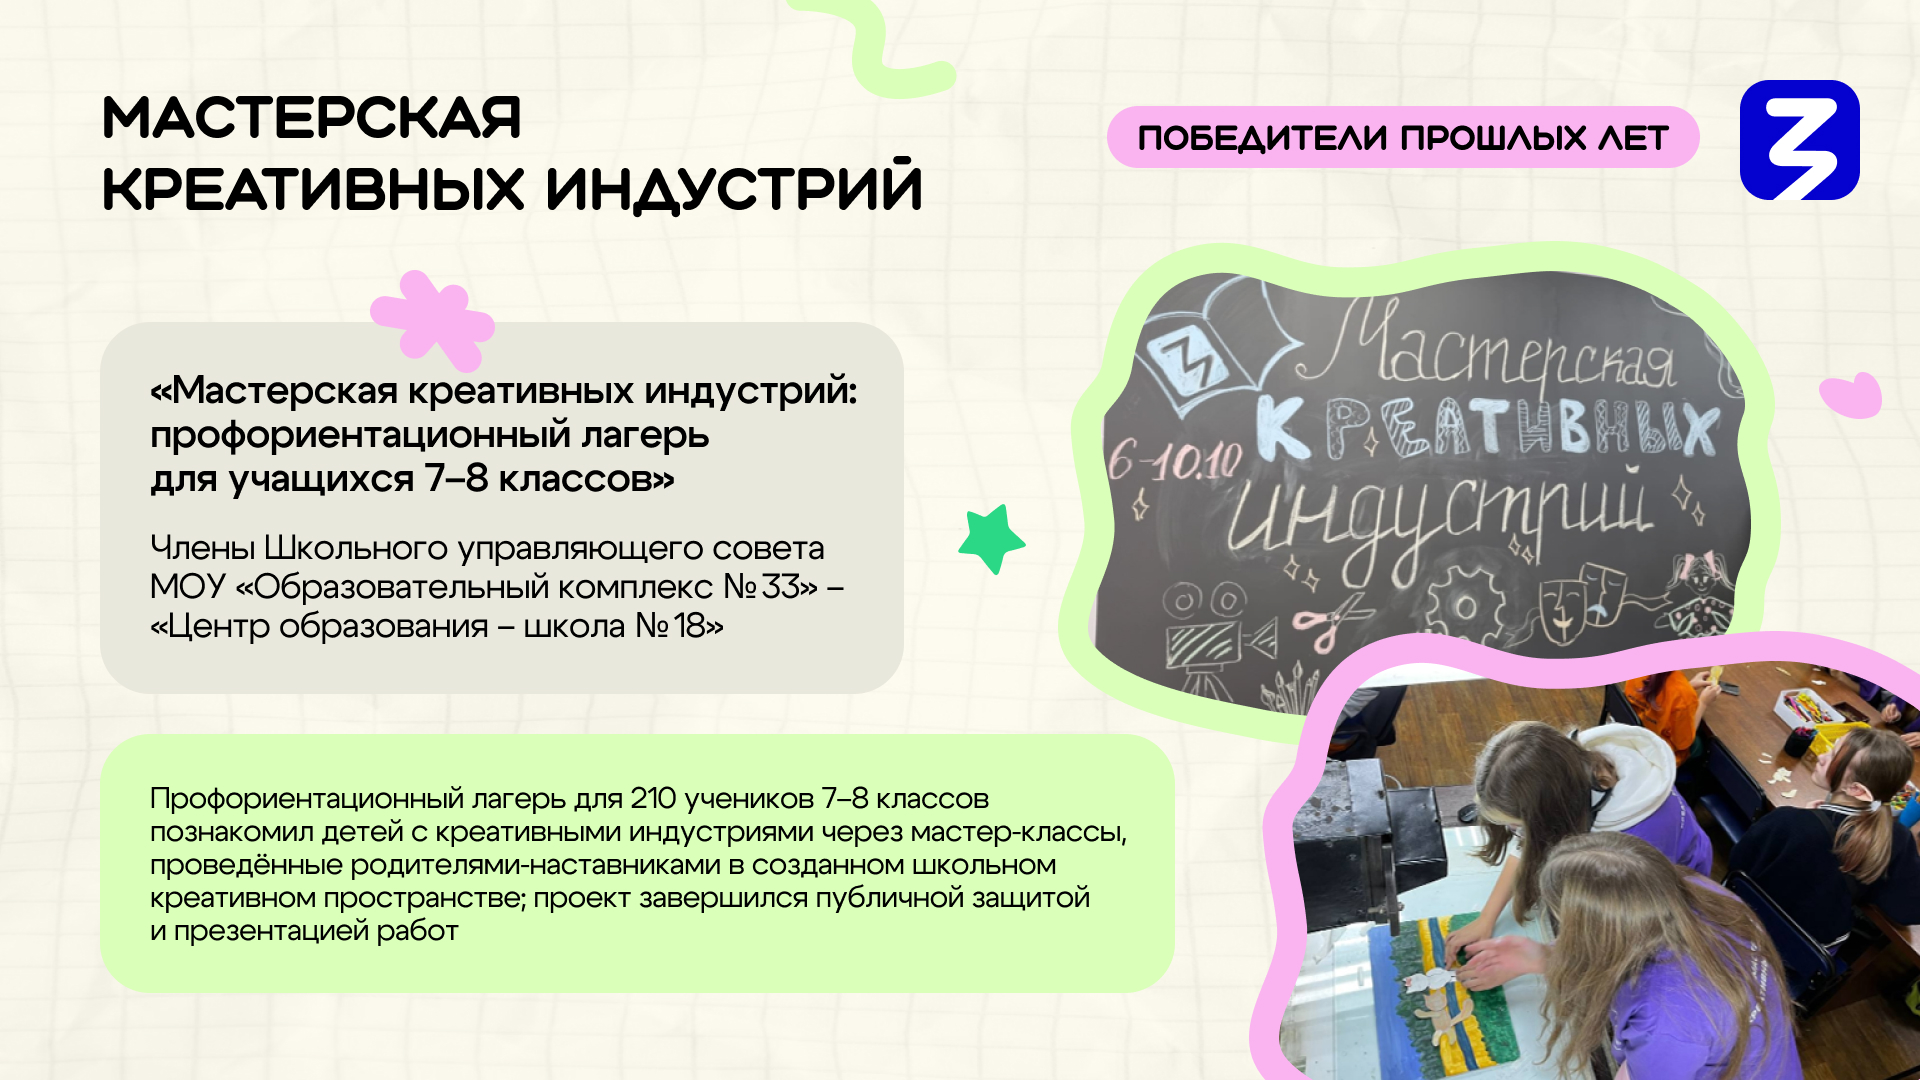 МАСТЕРСКАЯ
КРЕАТИВНЫХ ИНДУСТРИЙ
ПОБЕДИТЕЛИ ПРОШЛЫХ ЛЕТ
«Мастерская креативных индустрий:
профориентационный лагерь
для учащихся 7–8 классов»
Члены Школьного управляющего совета
МОУ «Образовательный комплекс № 33» –
«Центр образования – школа № 18»
Мастерская
КРЕАТИВНЫХ
6-10.10
индустрий
Профориентационный лагерь для 210 учеников 7–8 классов
познакомил детей с креативными индустриями через мастер-классы,
проведённые родителями-наставниками в созданном школьном
креативном пространстве; проект завершился публичной защитой
и презентацией работ